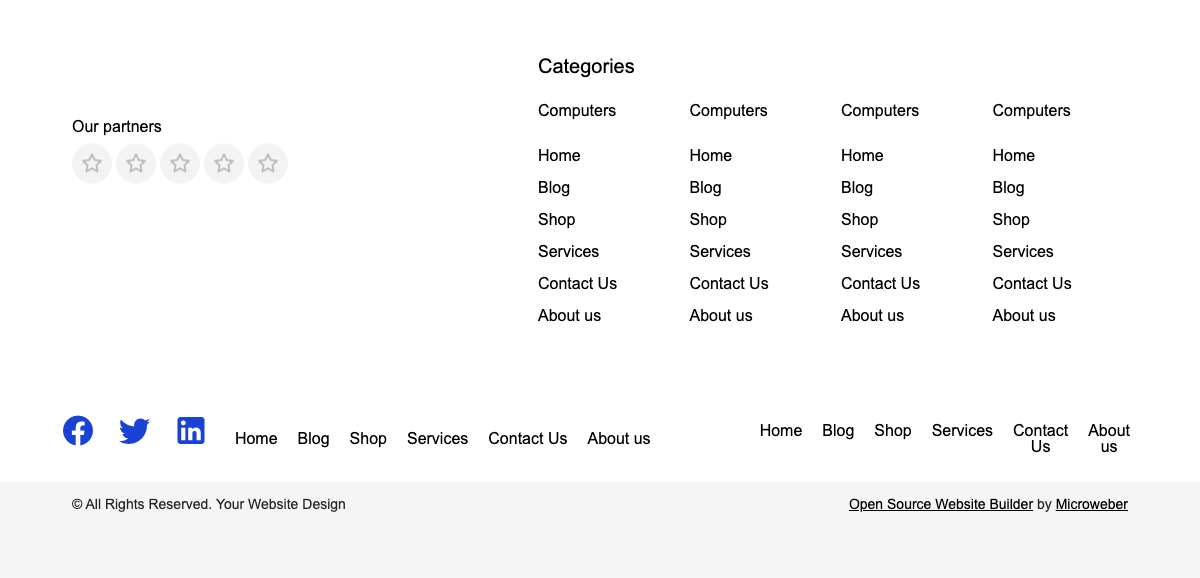 Categories
Our partners
Computers Computers Computers Computers
Home Home Home Home
Blog Blog Blog Blog
Shop Shop Shop Shop
Services Services Services Services
Contact Us Contact Us Contact Us Contact Us
About us About us About us About us
Home Blog Shop Services Contact Us About us
Home Blog Shop Services Contact Us About us
© All Rights Reserved. Your Website Design
Open Source Website Builder by Microweber